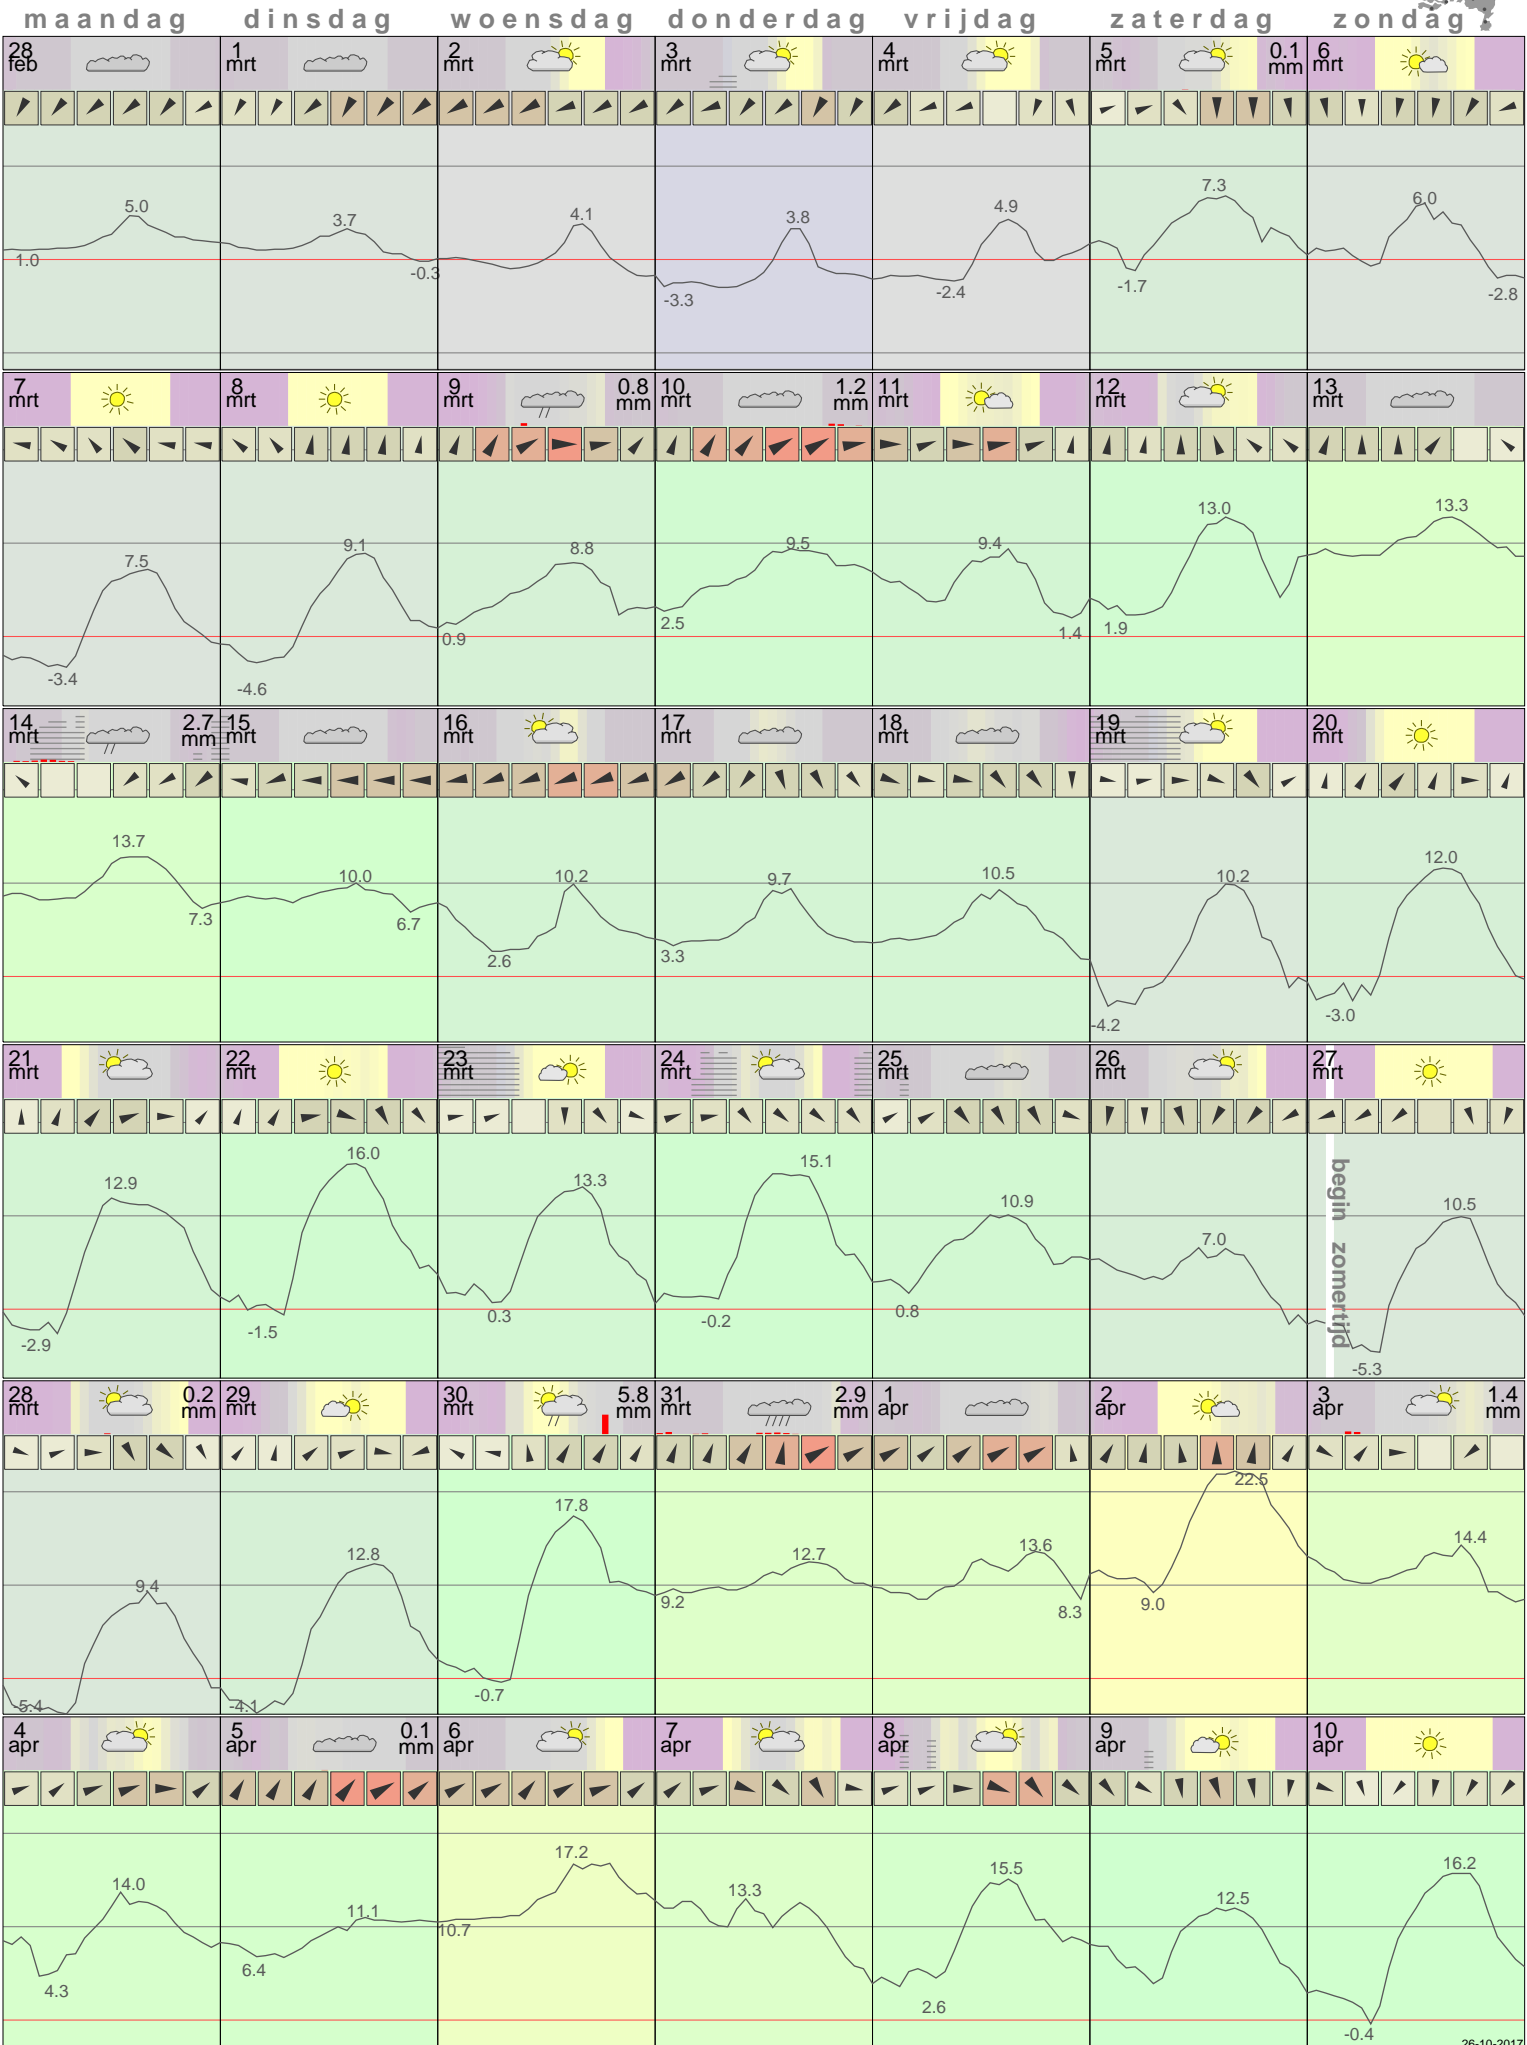 maandag dinsdag woensdag donderdag vrijdag zaterdag zondag
28 feb 1 mrt 2 mrt 3 mrt 4 mrt 5 mrt 0.1 mm 6 mrt
5.0 3.7 4.1 3.8 4.9 7.3 6.0
1.0 -0.3 -3.3 -2.4 -1.7 -2.8
7 mrt 8 mrt 9 mrt 0.8 mm 10 mrt 1.2 mm 11 mrt 12 mrt 13 mrt
7.5 9.1 8.8 9.5 9.4 13.0 13.3
-3.4 -4.6 0.9 2.5 1.4 1.9
14 mrt 2.7 mm 15 mrt 16 mrt 17 mrt 18 mrt 19 mrt 20 mrt
13.7 10.0 10.2 9.7 10.5 10.2 12.0
7.3 6.7 2.6 3.3 -4.2 -3.0
21 mrt 22 mrt 23 mrt 24 mrt 25 mrt 26 mrt 27 mrt
12.9 16.0 13.3 15.1 10.9 7.0 10.5
-2.9 -1.5 0.3 -0.2 0.8 -5.3
begin zomertijd
28 mrt 0.2 mm 29 mrt 30 mrt 5.8 mm 31 mrt 2.9 mm 1 apr 2 apr 3 apr 1.4 mm
9.4 12.8 17.8 12.7 13.6 22.5 14.4
-5.4 -4.1 -0.7 9.2 8.3 9.0
4 apr 5 apr 0.1 mm 6 apr 7 apr 8 apr 9 apr 10 apr
14.0 11.1 17.2 13.3 15.5 12.5 16.2
4.3 6.4 10.7 2.6 -0.4
26-10-2017